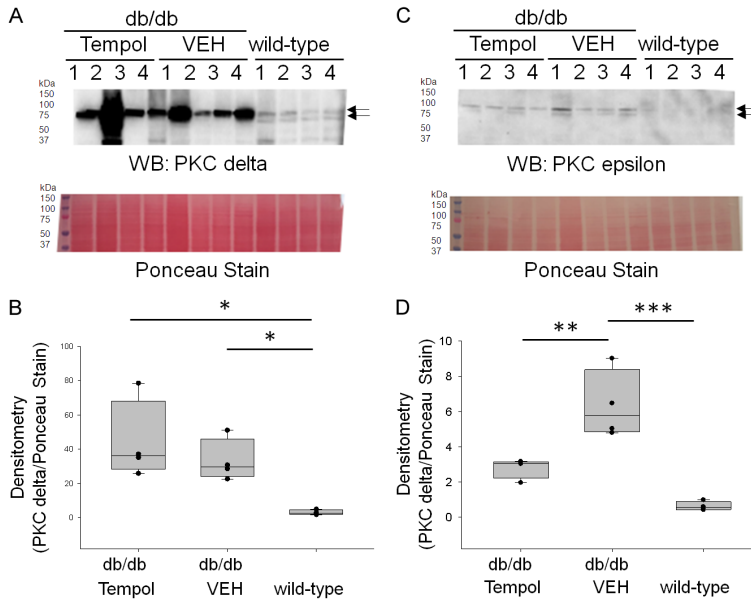 A
db/db
Tempol VEH wild-type
1 2 3 4 1 2 3 4 1 2 3 4
kDa
150
100
75
50
37
WB: PKC delta
kDa
150
100
75
50
37
Ponceau Stain
B
Densitometry
(PKC delta/Ponceau Stain)
100
80
60
40
20
0
*
*
db/db
Tempol
db/db
VEH
wild-type
C
db/db
Tempol VEH wild-type
1 2 3 4 1 2 3 4 1 2 3 4
kDa
150
100
75
50
37
WB: PKC epsilon
kDa
150
100
75
50
37
Ponceau Stain
D
Densitometry
(PKC delta/Ponceau Stain)
10
8
6
4
2
0
**
***
db/db
Tempol
db/db
VEH
wild-type